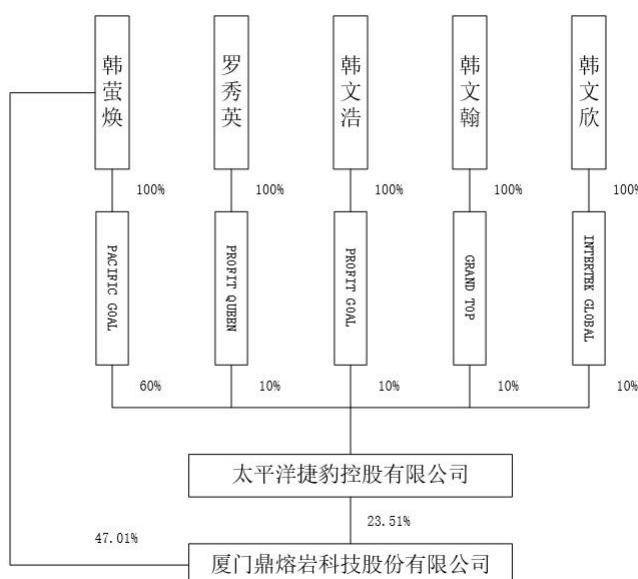 韩萤焕
罗秀英
韩文浩
韩文翰
韩文欣
100%
100%
100%
100%
100%
PACIFIC GOAL
PROFIT QUEEN
PROFIT GOAL
GRAND TOP
INTERTEK GLOBAL
60%
10%
10%
10%
10%
太平洋捷豹控股有限公司
23.51%
47.01%
厦门鼎熔岩科技股份有限公司